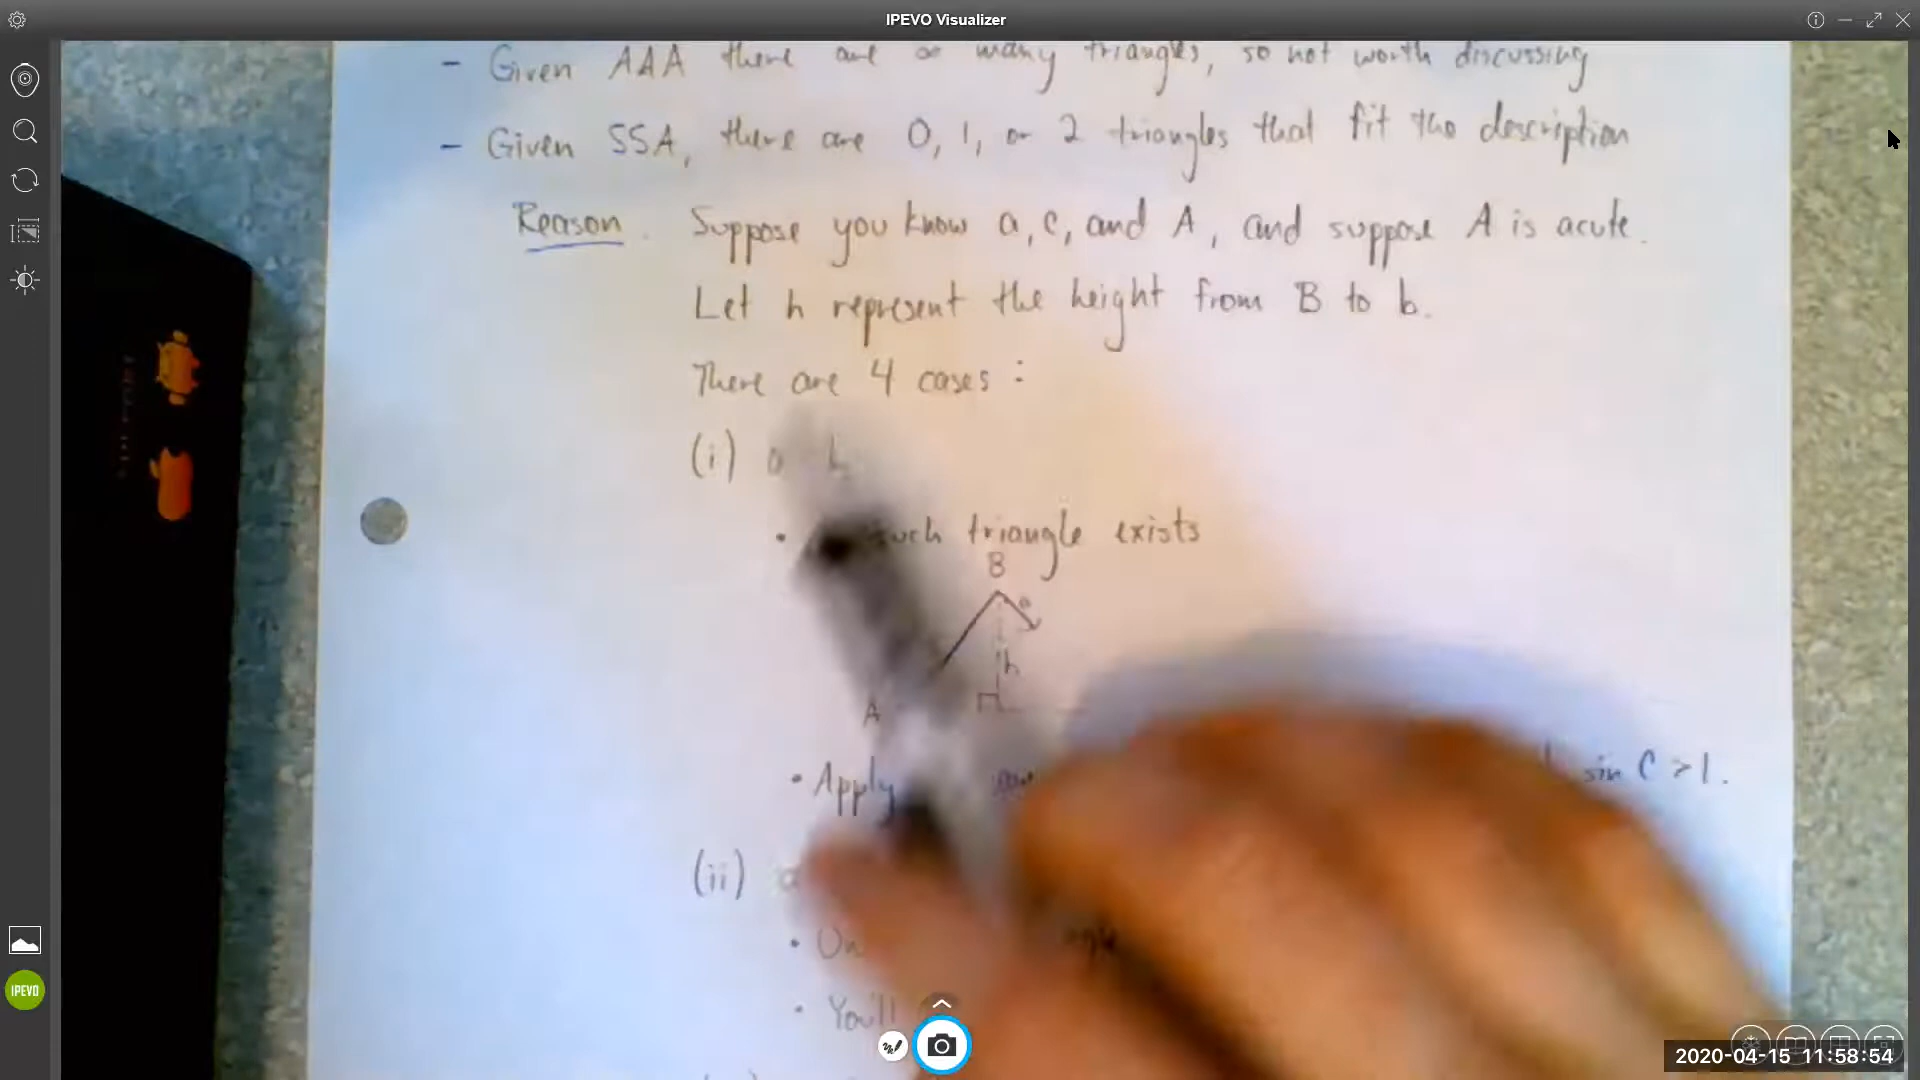 IPEVO Visualizer
- Given AAA there are ∞ many triangles, so not worth discussing
- Given SSA, there are 0, 1, or 2 triangles that fit the description
Reason. Suppose you know a, c, and A, and suppose A is acute.
Let h represent the height from B to b.
There are 4 cases:
(i) a h
• such triangle exists
B
a
h
A
• Apply sin C > 1.
(ii) a
•
• You'll
IPEVO
2020-04-15 11:58:54